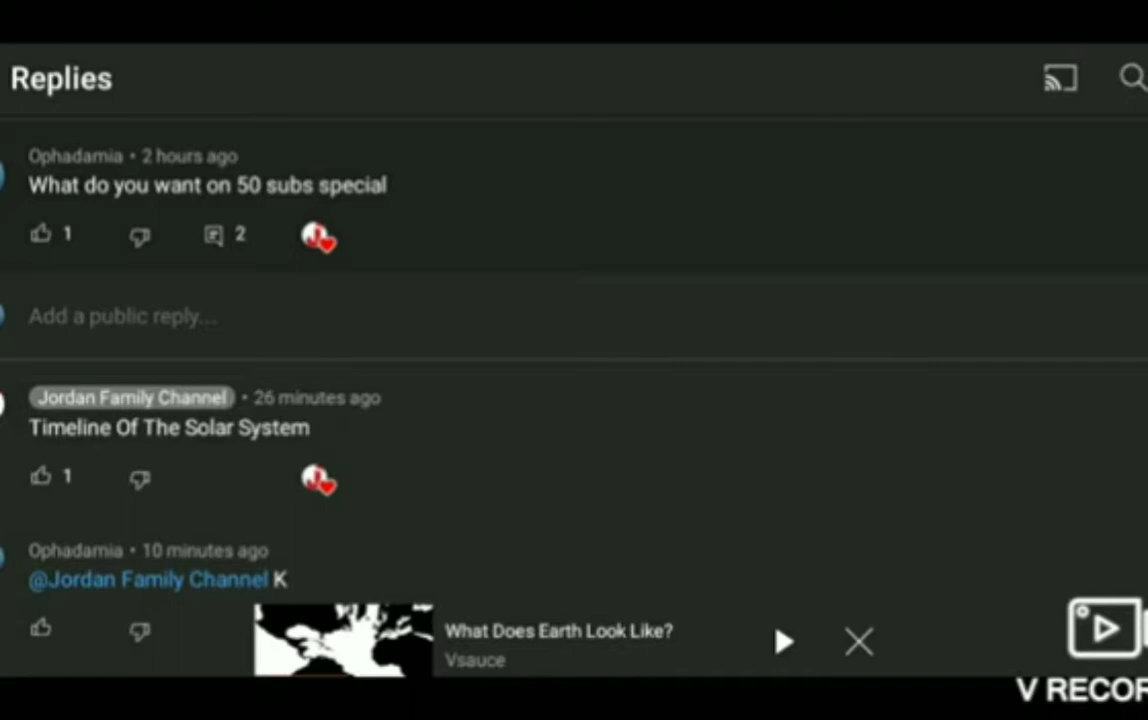 Replies
Ophadamia • 2 hours ago
What do you want on 50 subs special
1 2
Add a public reply...
Jordan Family Channel • 26 minutes ago
Timeline Of The Solar System
1
Ophadamia • 10 minutes ago
@Jordan Family Channel K
What Does Earth Look Like?
Vsauce
V RECOR